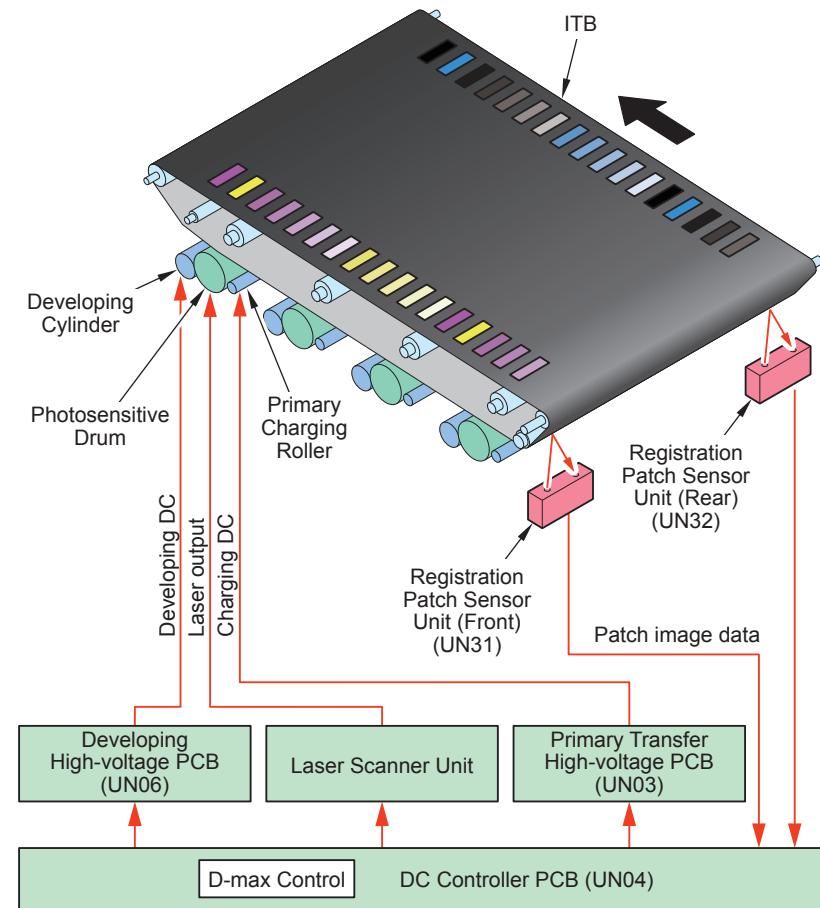 ITB
Developing
Cylinder
Photosensitive
Drum
Primary
Charging
Roller
Registration
Patch Sensor
Unit (Rear)
(UN32)
Registration
Patch Sensor
Unit (Front)
(UN31)
Patch image data
Developing DC
Laser output
Charging DC
Developing
High-voltage PCB
(UN06)
Laser Scanner Unit
Primary Transfer
High-voltage PCB
(UN03)
D-max Control
DC Controller PCB (UN04)